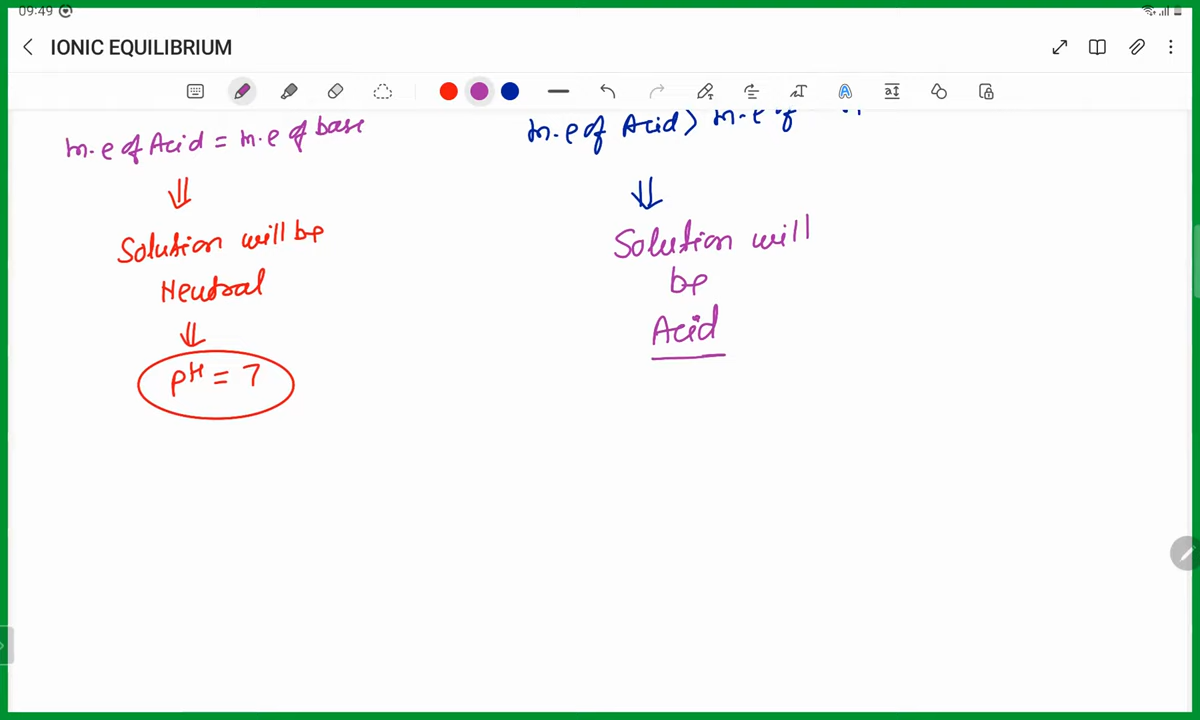 09:49
IONIC EQUILIBRIUM
m.e of Acid = m.e of base
⇓
Solution will be
Neutral
⇓
pH = 7
m.e of Acid > m.e of
⇓
Solution will
be
Acid